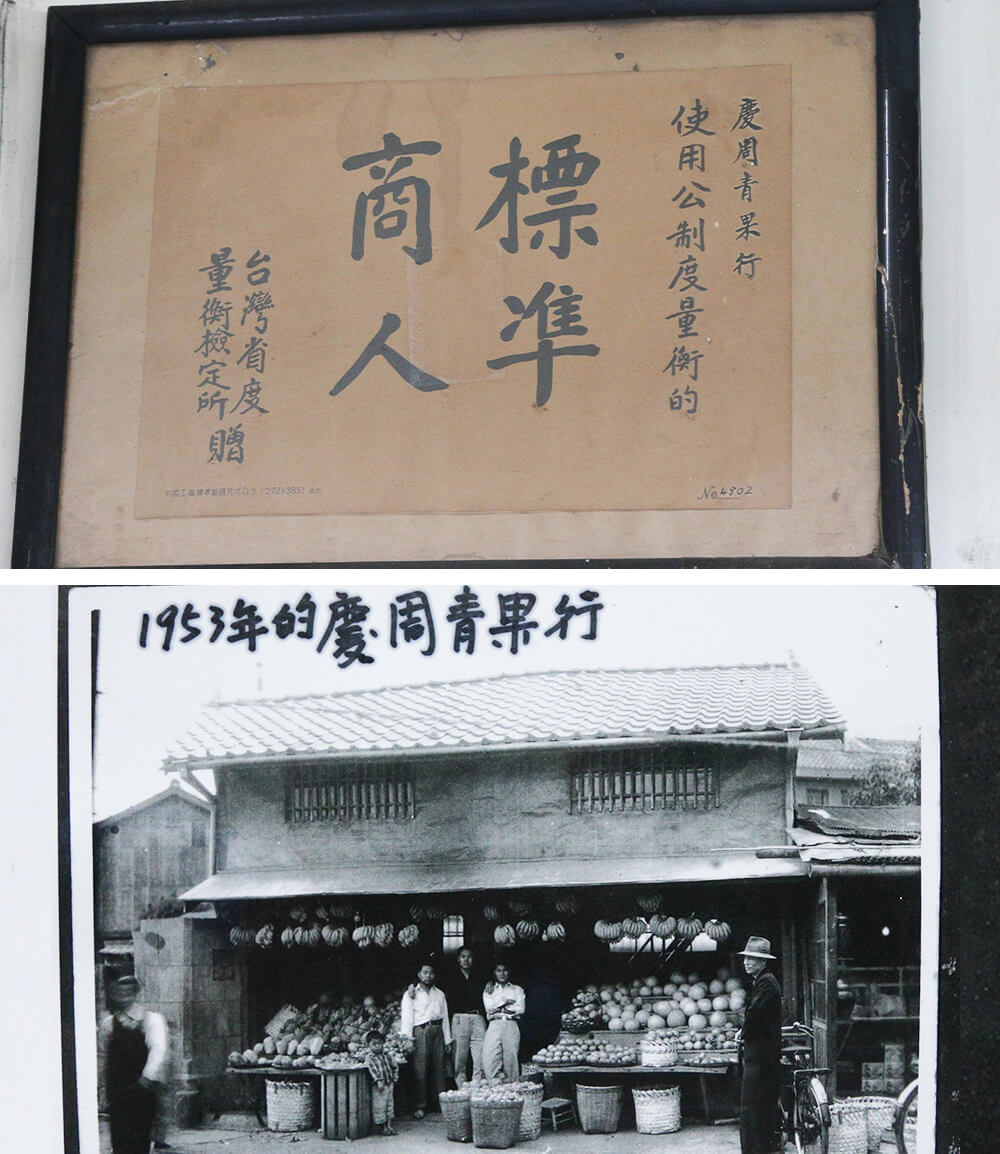 慶周青果行
使用公制度量衡的
標準
商人
台灣省度
量衡檢定所贈
中國工業標準紙張尺寸D3(272×385)m.m
No.4802
1953年的慶周青果行